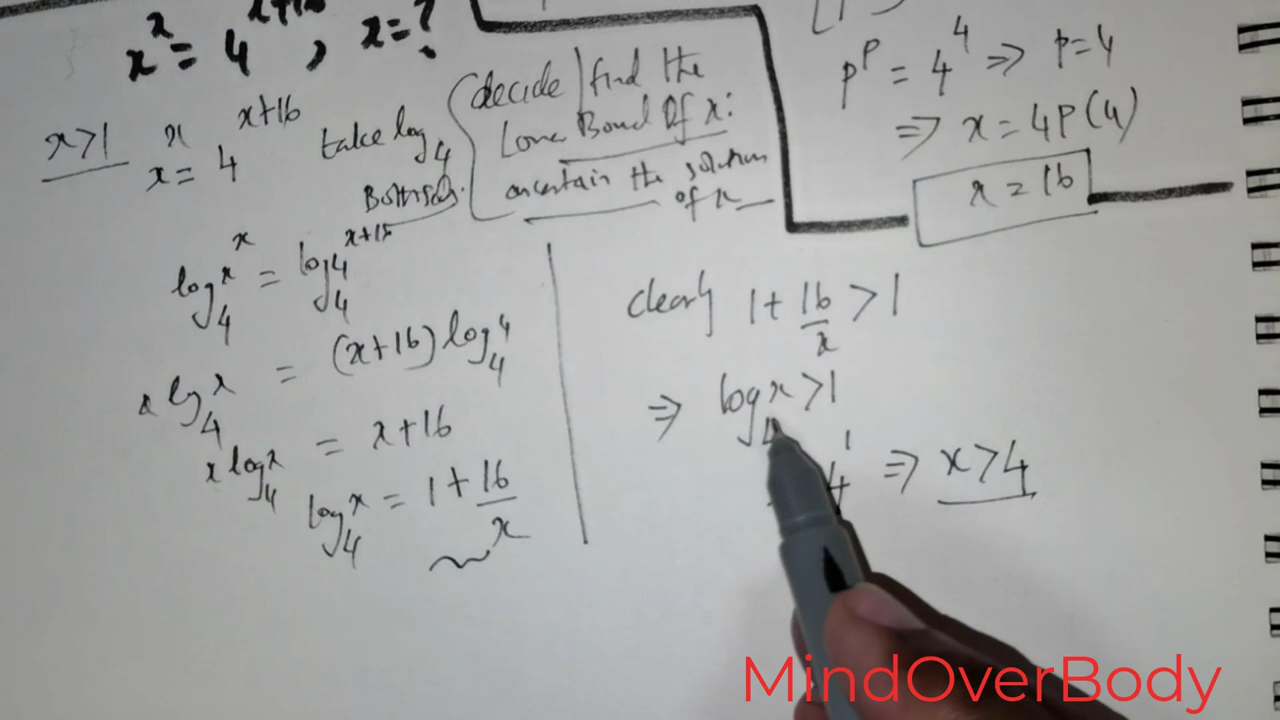 x^x = 4^{x+16}, x = ?
x>1 x^x = 4^{x+16} take log_4
Both sides.
(decide / find the
Lower Bound Of x:
ascertain the solution
of x
log_4 x^x = log_4 4^{x+16}
x log_4 x = (x+16) log_4 4
x log_4 x = x+16
log_4 x = 1 + 16/x
p^p = 4^4 ⇒ p=4
⇒ x = 4P(4)
x = 16
clearly 1 + 16/x > 1
⇒ log_4 x > 1
4^1 ⇒ x>4
MindOverBody